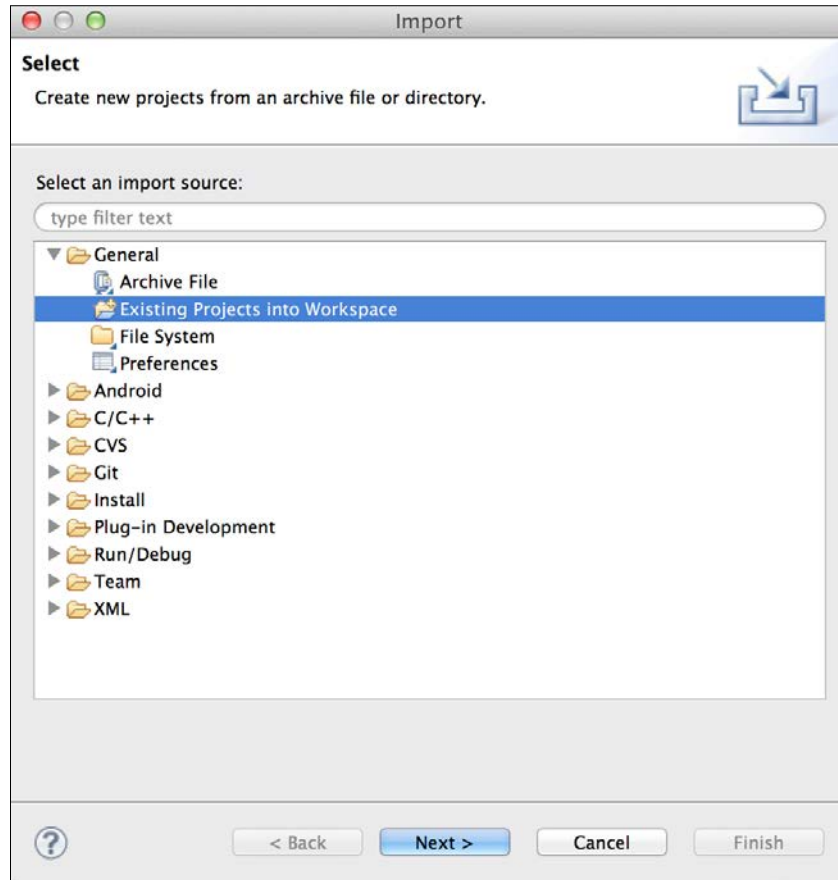 Import
Select
Create new projects from an archive file or directory.
Select an import source:
type filter text
General
Archive File
Existing Projects into Workspace
File System
Preferences
Android
C/C++
CVS
Git
Install
Plug-in Development
Run/Debug
Team
XML
?
< Back
Next >
Cancel
Finish